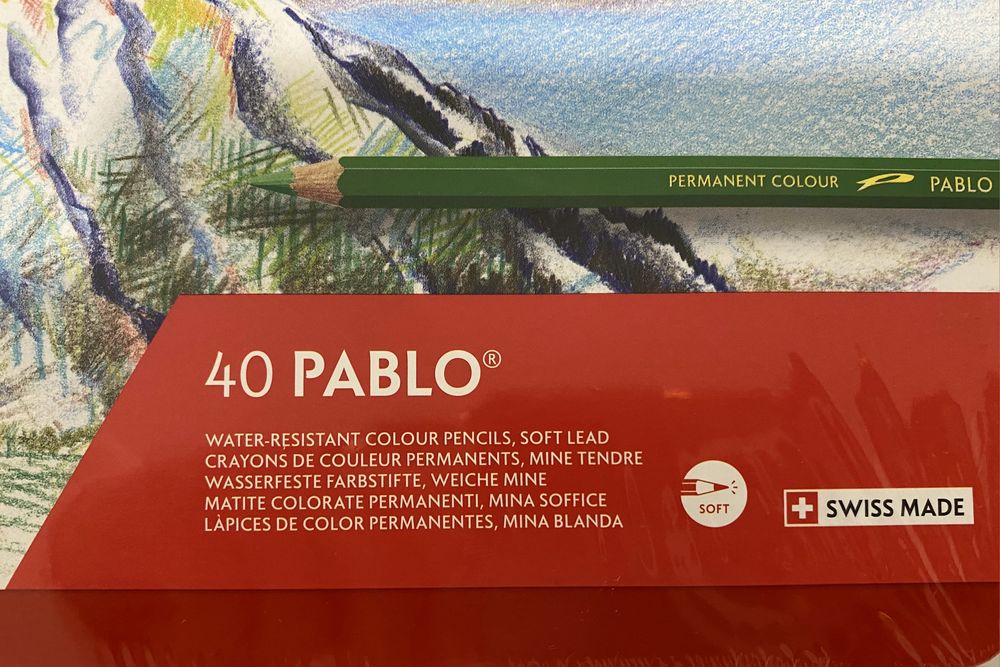 PERMANENT COLOUR PABLO
40 PABLO®
WATER-RESISTANT COLOUR PENCILS, SOFT LEAD
CRAYONS DE COULEUR PERMANENTS, MINE TENDRE
WASSERFESTE FARBSTIFTE, WEICHE MINE
MATITE COLORATE PERMANENTI, MINA SOFFICE
LÀPICES DE COLOR PERMANENTES, MINA BLANDA
SOFT
SWISS MADE